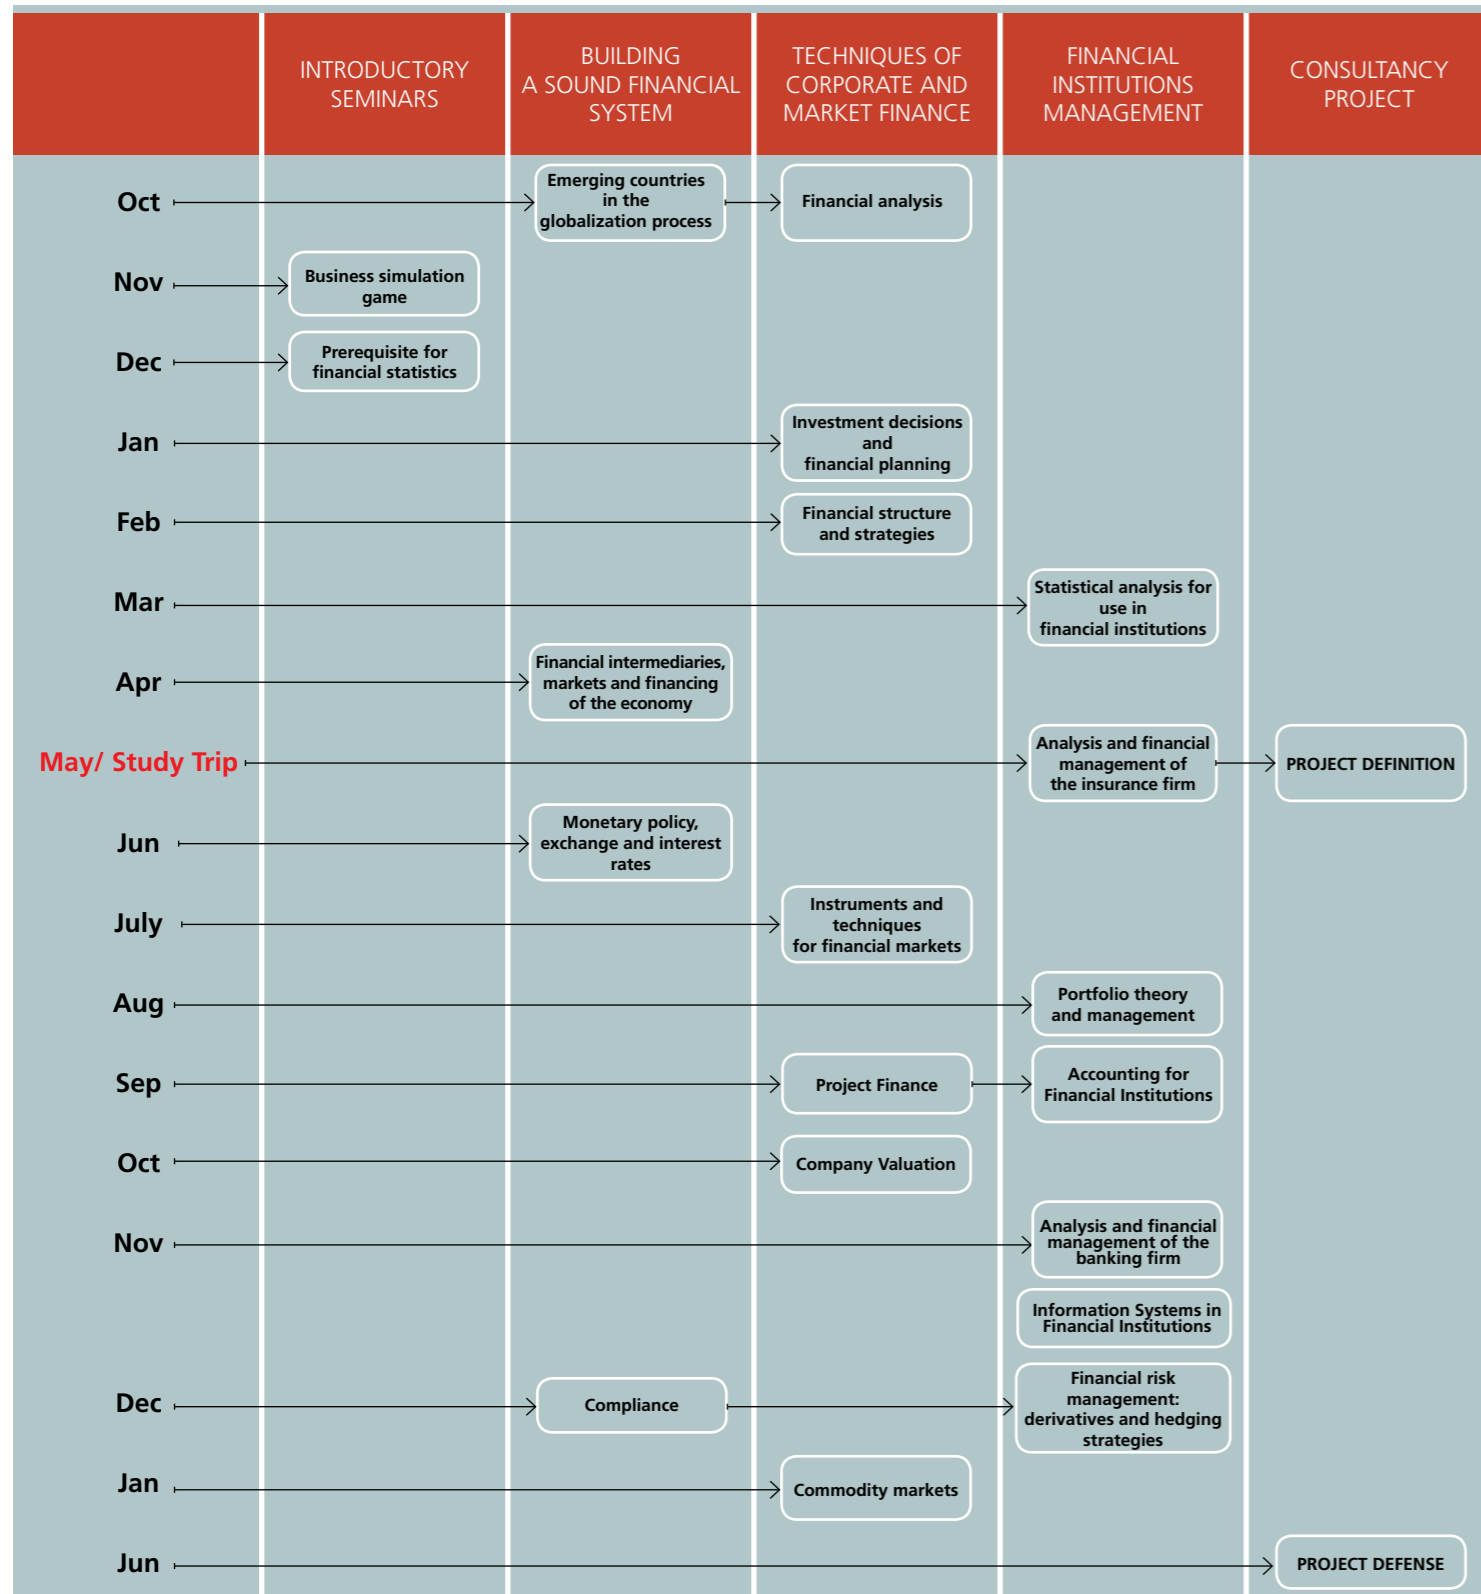 INTRODUCTORY
SEMINARS
BUILDING
A SOUND FINANCIAL
SYSTEM
TECHNIQUES OF
CORPORATE AND
MARKET FINANCE
FINANCIAL
INSTITUTIONS
MANAGEMENT
CONSULTANCY
PROJECT
Oct
Emerging countries
in the
globalization process
Financial analysis
Nov
Business simulation
game
Dec
Prerequisite for
financial statistics
Jan
Investment decisions
and
financial planning
Feb
Financial structure
and strategies
Mar
Statistical analysis for
use in
financial institutions
Apr
Financial intermediaries,
markets and financing
of the economy
May/ Study Trip
Analysis and financial
management of
the insurance firm
PROJECT DEFINITION
Jun
Monetary policy,
exchange and interest
rates
July
Instruments and
techniques
for financial markets
Aug
Portfolio theory
and management
Sep
Project Finance
Accounting for
Financial Institutions
Oct
Company Valuation
Nov
Analysis and financial
management of the
banking firm
Information Systems in
Financial Institutions
Dec
Compliance
Financial risk
management:
derivatives and hedging
strategies
Jan
Commodity markets
Jun
PROJECT DEFENSE